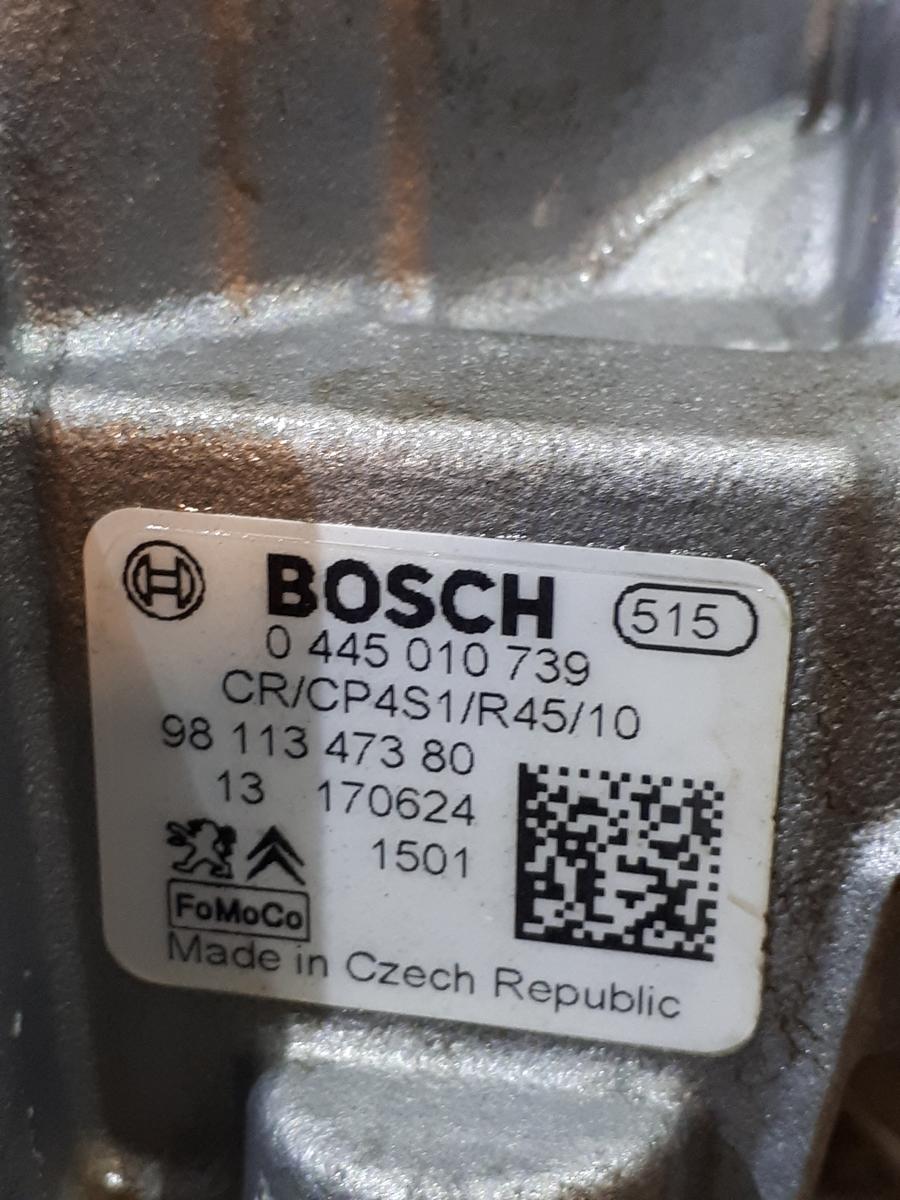 BOSCH 515
0 445 010 739
CR/CP4S1/R45/10
98 113 473 80
13 170624
1501
FoMoCo
Made in Czech Republic